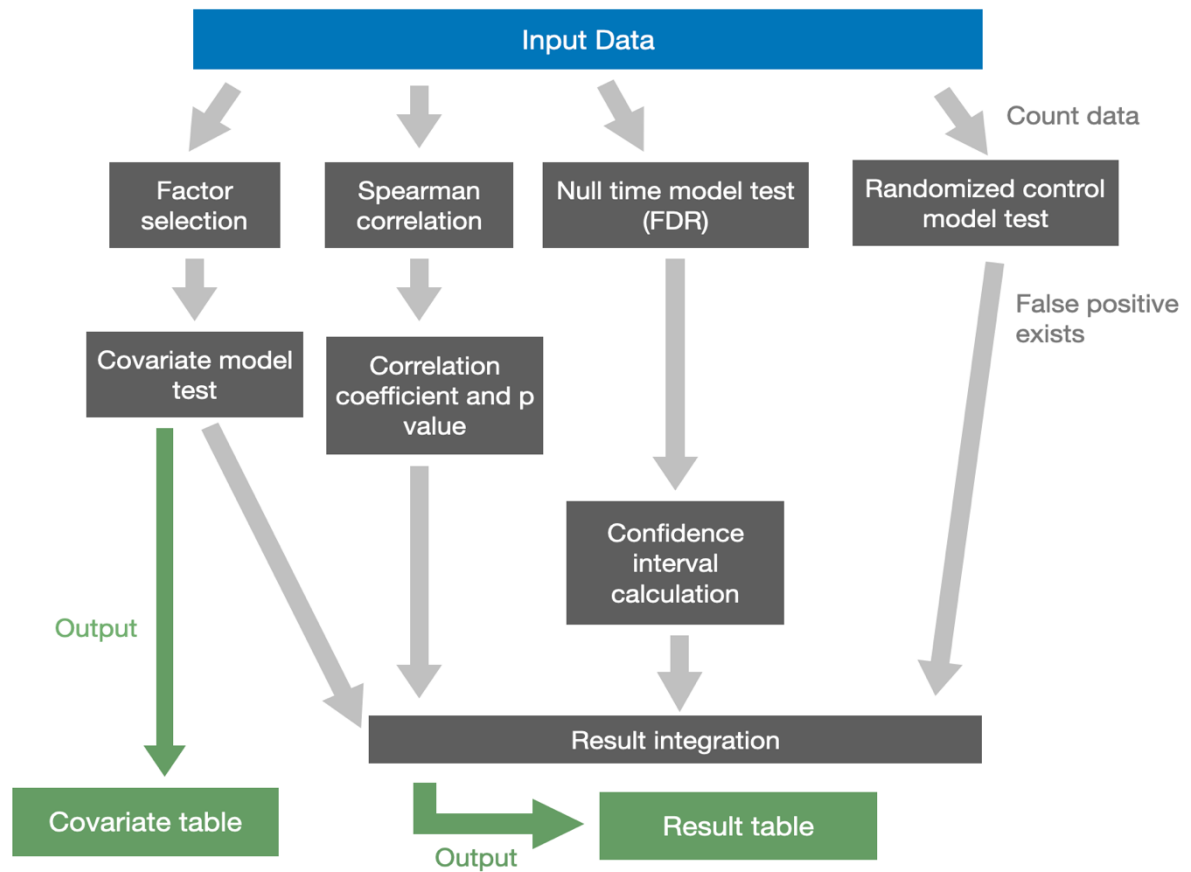 Input Data
Count data
Factor
selection
Spearman
correlation
Null time model test
(FDR)
Randomized control
model test
False positive
exists
Covariate model
test
Correlation
coefficient and p
value
Confidence
interval
calculation
Output
Result integration
Covariate table
Result table
Output